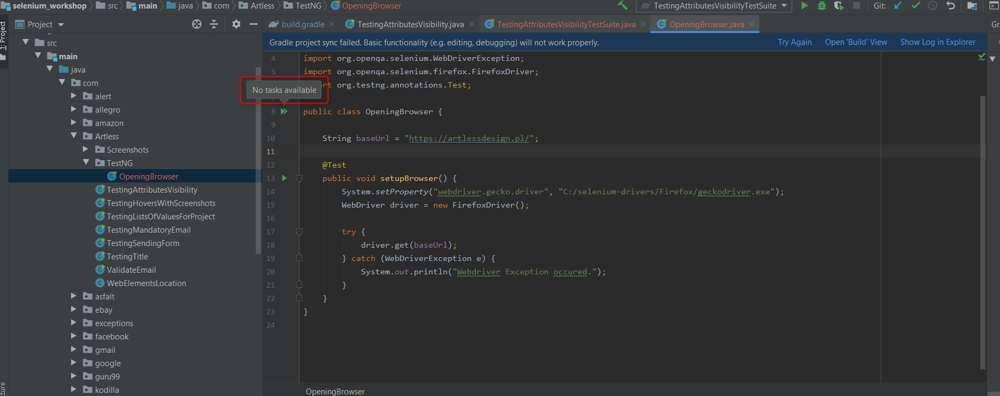 selenium_workshop src main java com Artless TestNG OpeningBrowser TestingAttributesVisibilityTestSuite Git:
1: Project
Project
build.gradle TestingAttributesVisibility.java TestingAttributesVisibilityTestSuite.java OpeningBrowser.java Gr
Gradle project sync failed. Basic functionality (e.g. editing, debugging) will not work properly. Try Again Open 'Build' View Show Log in Explorer
src
main
java
com
alert
allegro
amazon
Artless
Screenshots
TestNG
OpeningBrowser
TestingAttributesVisibility
TestingHoversWithScreenshots
TestingListsOfValuesForProject
TestingMandatoryEmail
TestingSendingForm
TestingTitle
ValidateEmail
WebElementsLocation
asfalt
ebay
exceptions
facebook
gmail
google
guru99
kodilla
cture
4 import org.openqa.selenium.WebDriverException;
5 import org.openqa.selenium.firefox.FirefoxDriver;
No tasks available
rt org.testng.annotations.Test;
8 public class OpeningBrowser {
9
10 String baseUrl = "https://artlessdesign.pl/";
11
12 @Test
13 public void setupBrowser() {
14 System.setProperty("webdriver.gecko.driver", "C:/selenium-drivers/Firefox/geckodriver.exe");
15 WebDriver driver = new FirefoxDriver();
16
17 try {
18 driver.get(baseUrl);
19 } catch (WebDriverException e) {
20 System.out.println("Webdriver Exception occured.");
21 }
22 }
23 }
24
OpeningBrowser